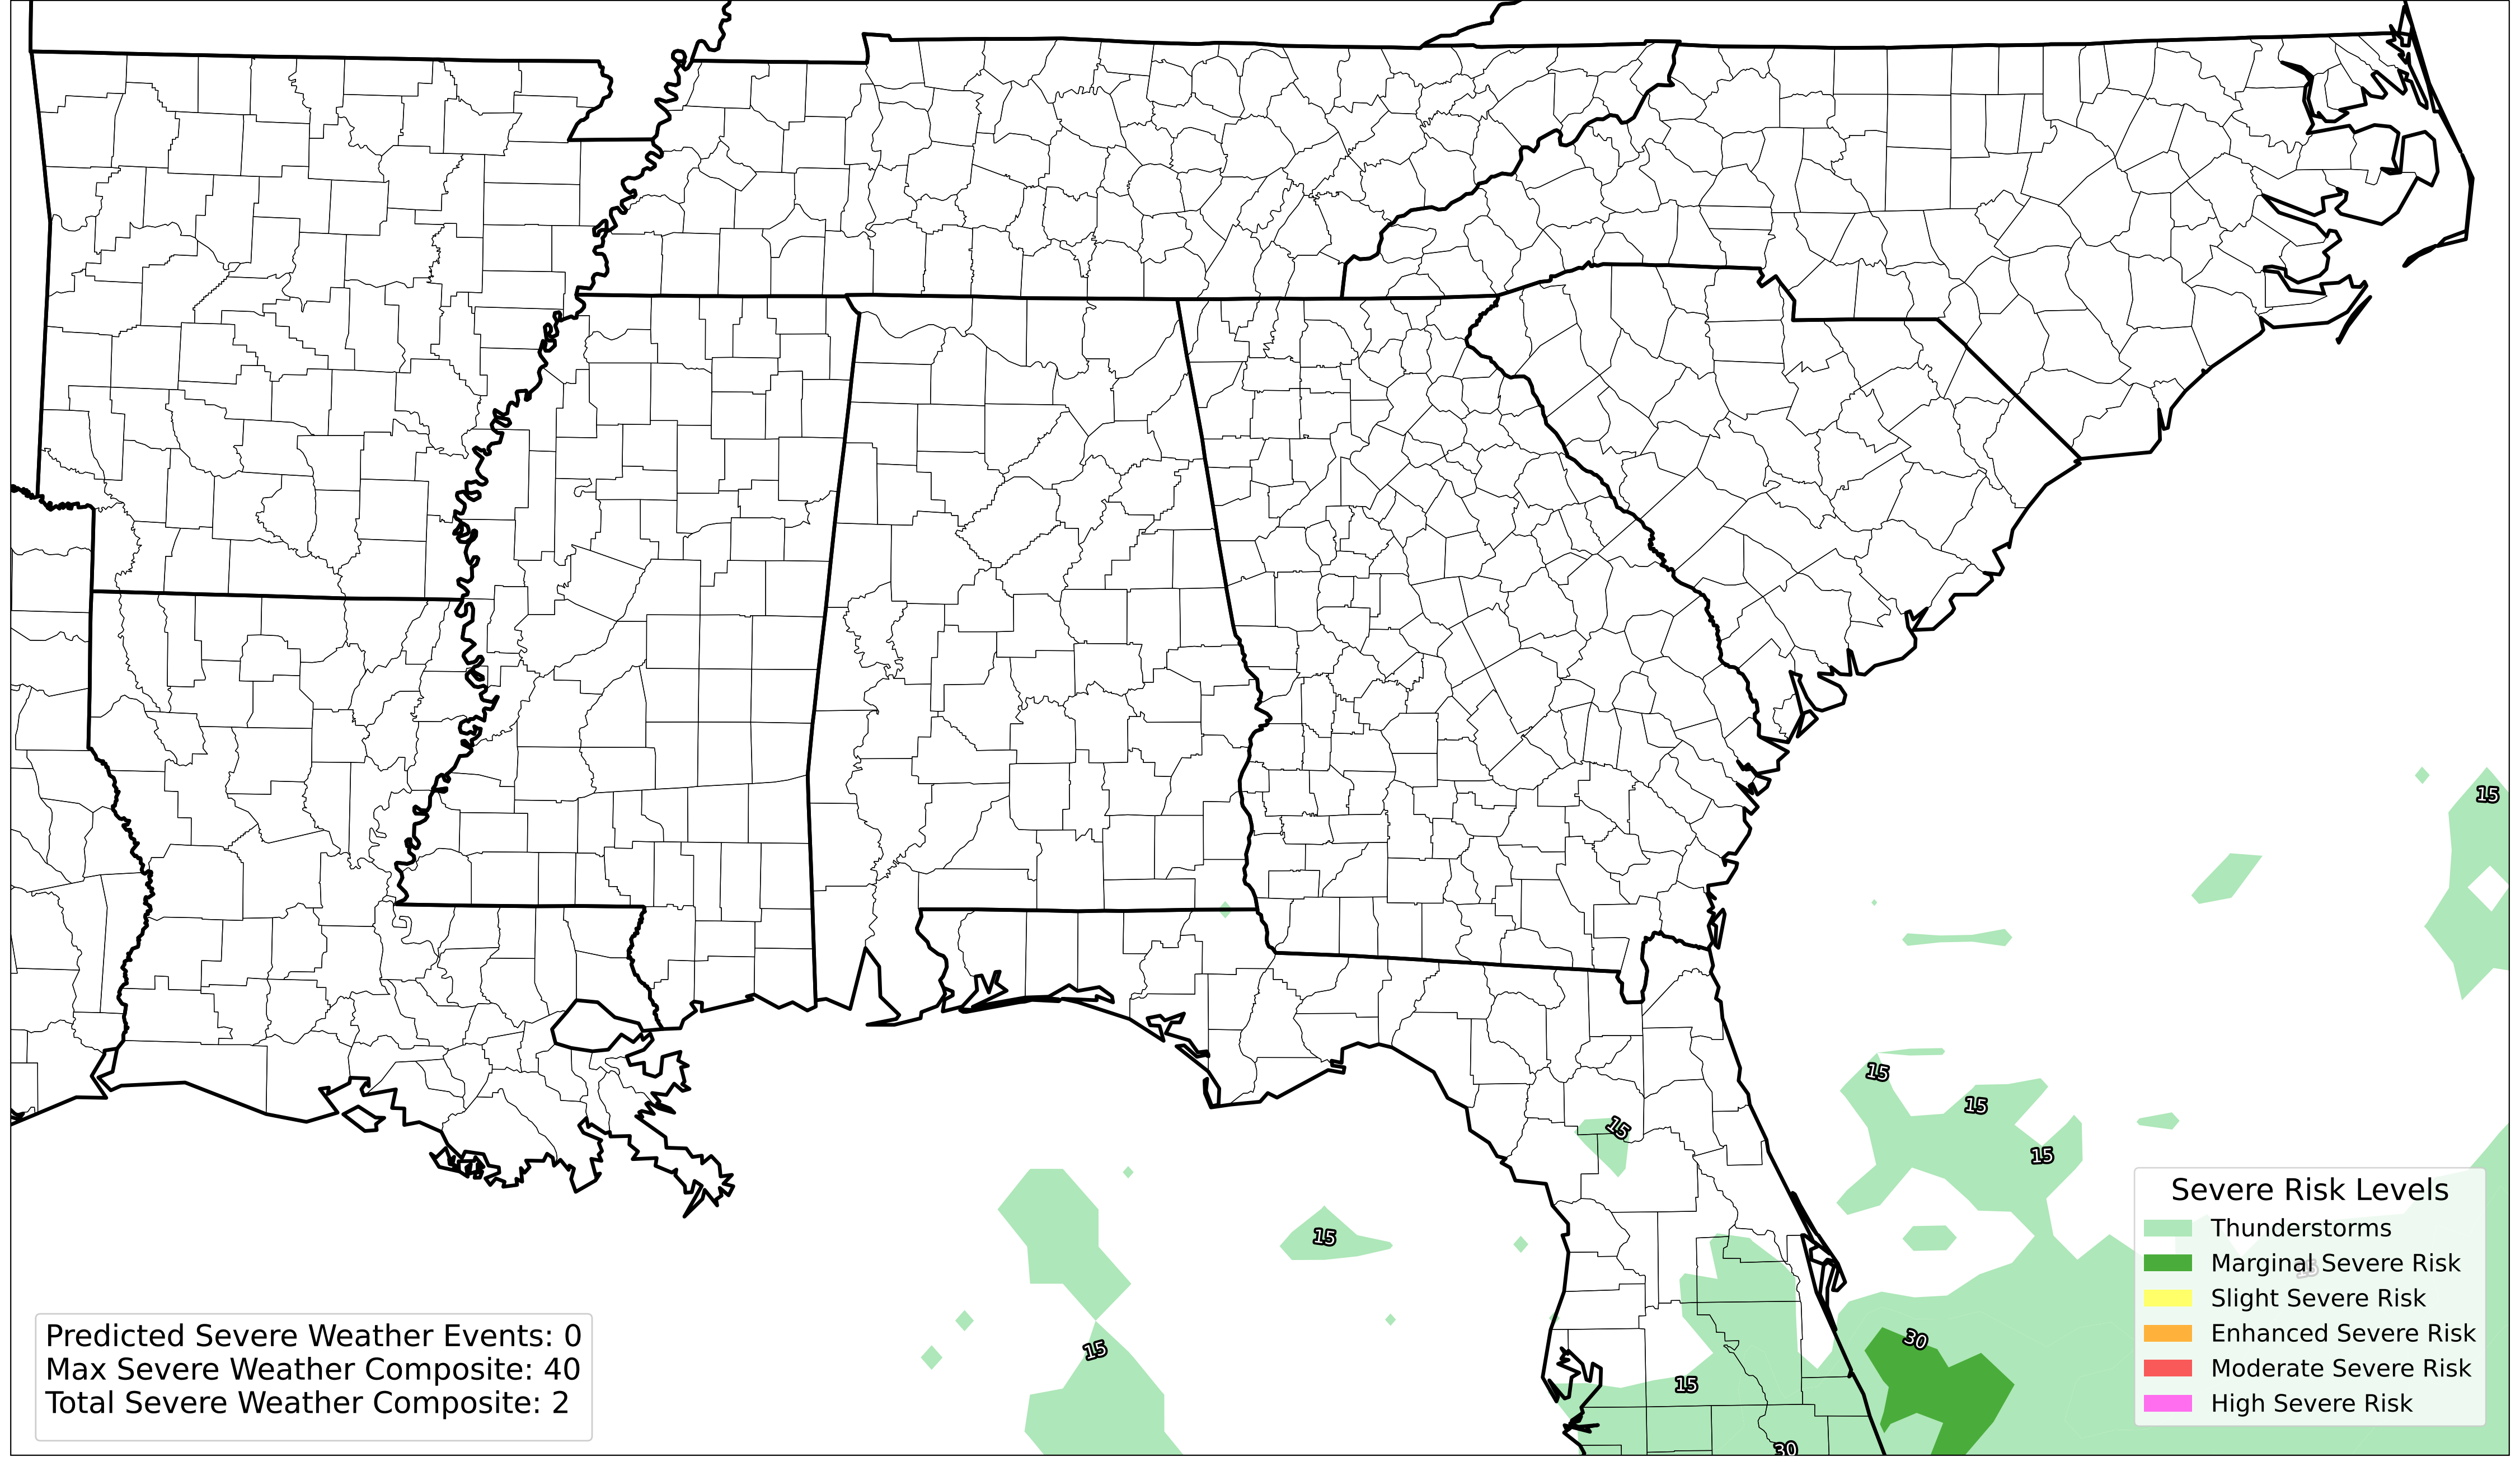 15
15
15
15
15
15
15
30
15
30
Severe Risk Levels
Thunderstorms
Marginal Severe Risk
Slight Severe Risk
Enhanced Severe Risk
Moderate Severe Risk
High Severe Risk
Predicted Severe Weather Events: 0
Max Severe Weather Composite: 40
Total Severe Weather Composite: 2